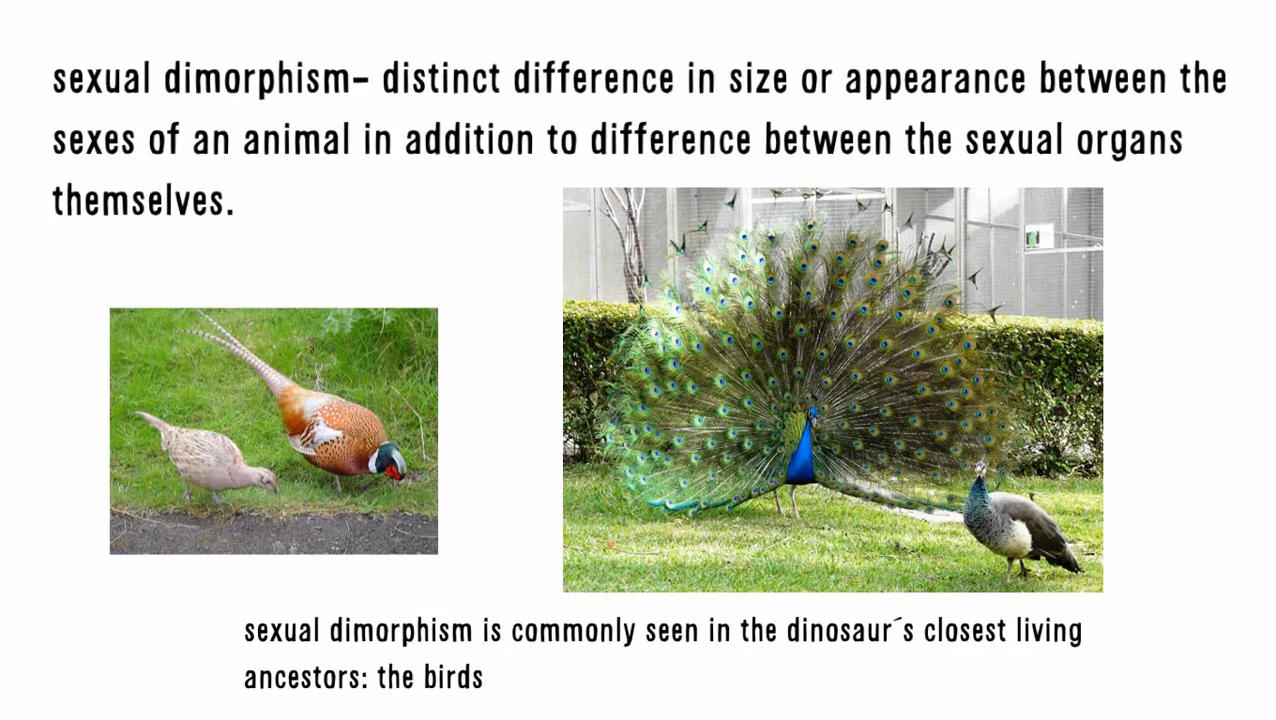 sexual dimorphism- distinct difference in size or appearance between the
sexes of an animal in addition to difference between the sexual organs
themselves.
sexual dimorphism is commonly seen in the dinosaur´s closest living
ancestors: the birds